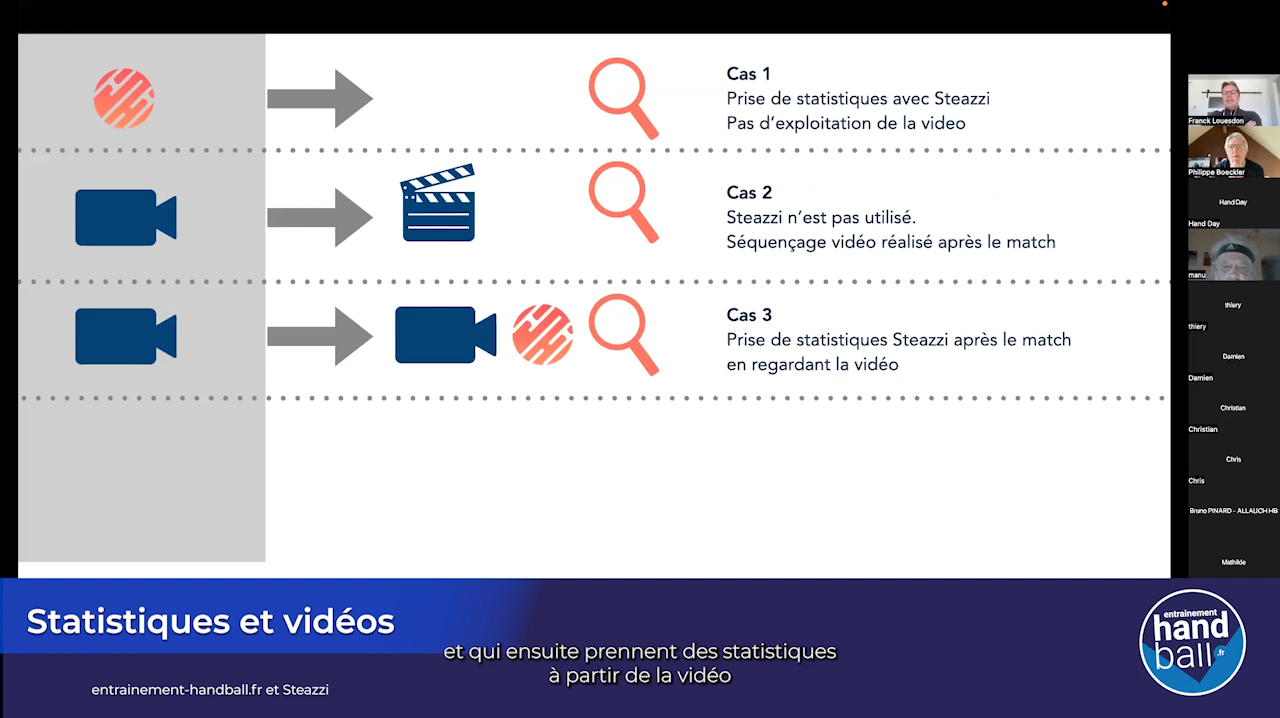 Cas 1
Prise de statistiques avec Steazzi
Pas d'exploitation de la video
Cas 2
Steazzi n'est pas utilisé.
Séquençage vidéo réalisé après le match
Cas 3
Prise de statistiques Steazzi après le match
en regardant la vidéo
Franck Louesdon
Philippe Boeckler
Hand Day
Hand Day
manu
thiery
thiery
Damien
Damien
Christian
Christian
Chris
Chris
Bruno PINARD - ALLAUCH HB
Mathilde
Statistiques et vidéos
et qui ensuite prennent des statistiques
à partir de la vidéo
entrainement-handball.fr et Steazzi
entrainement
hand
ball.fr